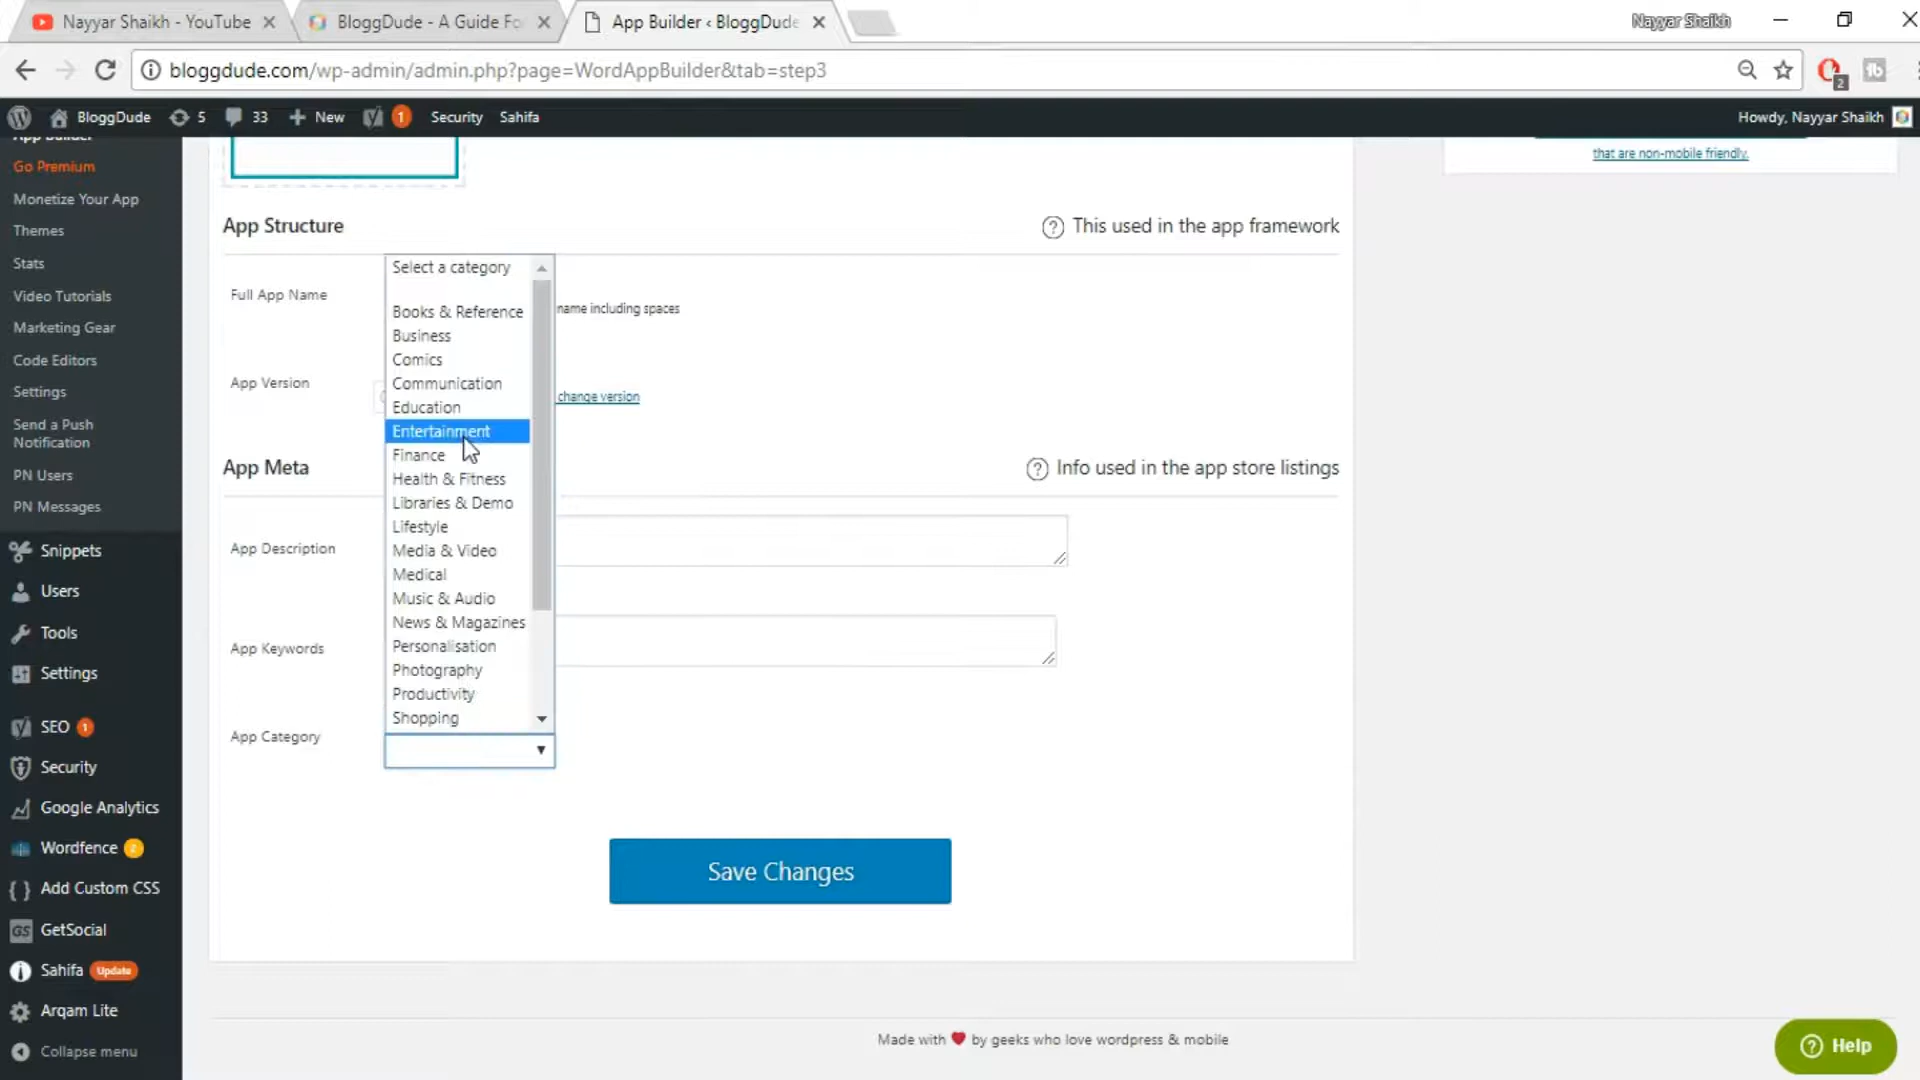 Nayyar Shaikh - YouTube
BloggDude - A Guide Fo
App Builder ‹ BloggDude
Nayyar Shaikh
bloggdude.com/wp-admin/admin.php?page=WordAppBuilder&tab=step3
2
BloggDude
5
33
New
1
Security
Sahifa
Howdy, Nayyar Shaikh
App Builder
Go Premium
Monetize Your App
Themes
Stats
Video Tutorials
Marketing Gear
Code Editors
Settings
Send a Push
Notification
PN Users
PN Messages
Snippets
Users
Tools
Settings
SEO 1
Security
Google Analytics
Wordfence 2
Add Custom CSS
GS GetSocial
Sahifa Update
Arqam Lite
Collapse menu
that are non-mobile friendly.
App Structure
? This used in the app framework
Full App Name
name including spaces
App Version
change version
App Meta
? Info used in the app store listings
App Description
App Keywords
App Category
Select a category
Books & Reference
Business
Comics
Communication
Education
Entertainment
Finance
Health & Fitness
Libraries & Demo
Lifestyle
Media & Video
Medical
Music & Audio
News & Magazines
Personalisation
Photography
Productivity
Shopping
Save Changes
Made with ❤ by geeks who love wordpress & mobile
? Help